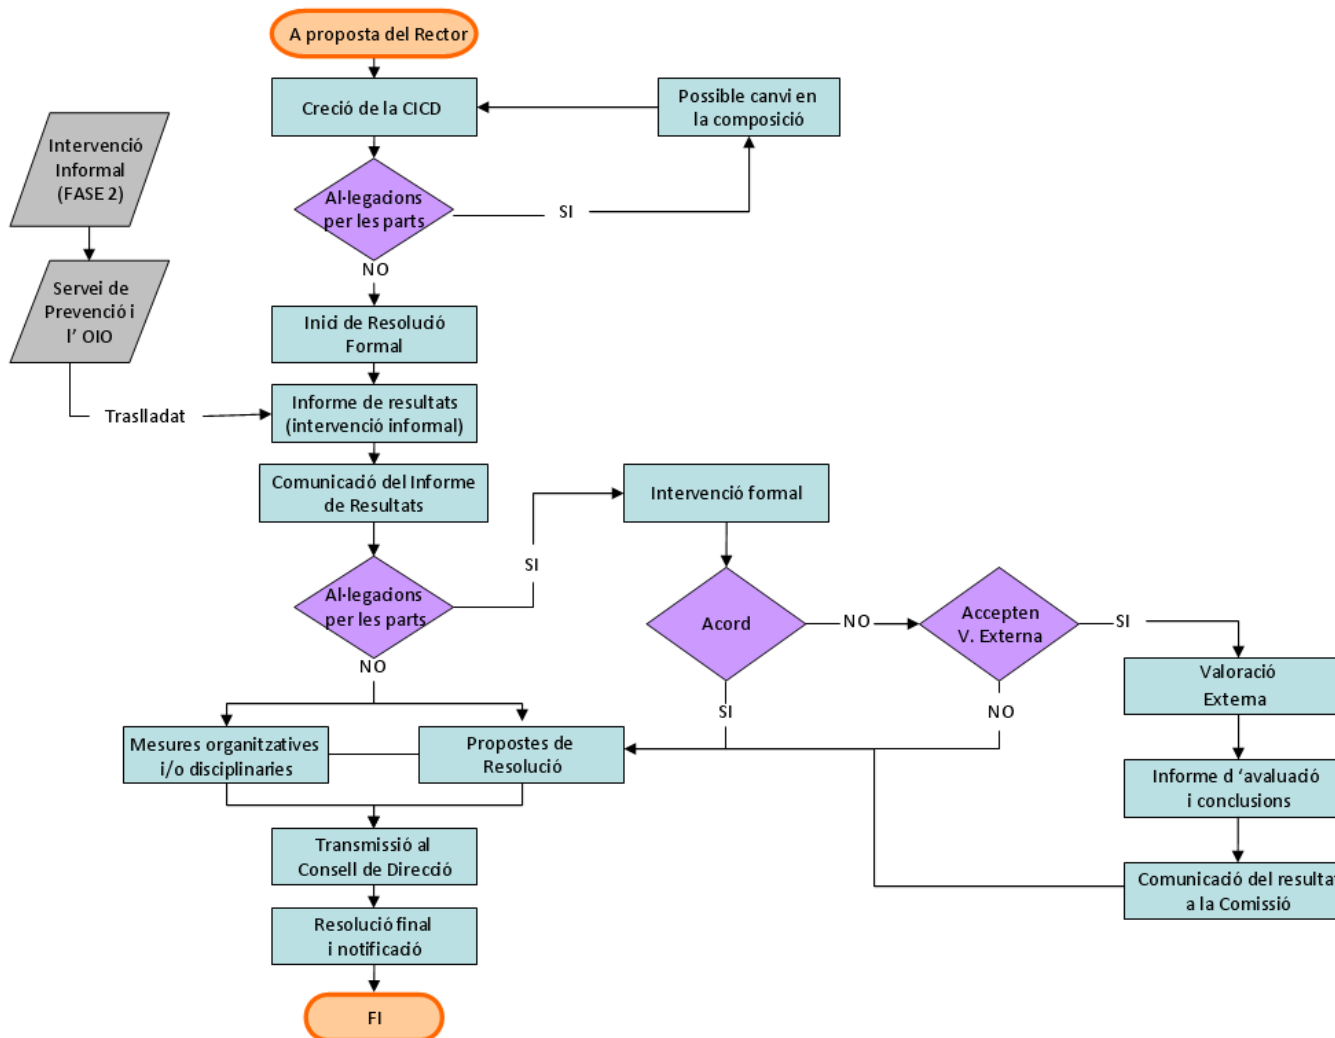 A proposta del Rector
Creció de la CICD
Possible canvi en
la composició
Intervenció
Informal
(FASE 2)
Al·legacions
per les parts
SI
NO
Servei de
Prevenció i
l' OIO
Inici de Resolució
Formal
Traslladat
Informe de resultats
(intervenció informal)
Comunicació del Informe
de Resultats
Intervenció formal
SI
Al·legacions
per les parts
Acord
NO
Accepten
V. Externa
SI
NO
Valoració
Externa
SI
NO
Mesures organitzatives
i/o disciplinaries
Propostes de
Resolució
Informe d ‘avaluació
i conclusions
Transmissió al
Consell de Direcció
Comunicació del resultat
a la Comissió
Resolució final
i notificació
FI